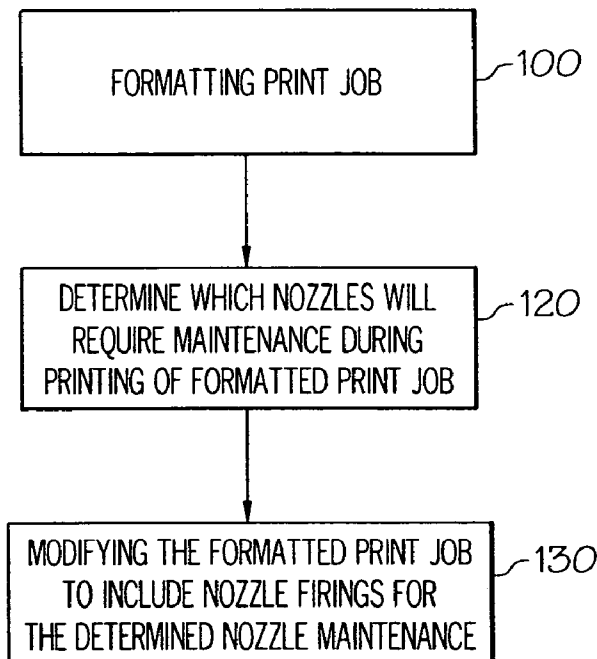 FORMATTING PRINT JOB
100
DETERMINE WHICH NOZZLES WILL
REQUIRE MAINTENANCE DURING
PRINTING OF FORMATTED PRINT JOB
120
MODIFYING THE FORMATTED PRINT JOB
TO INCLUDE NOZZLE FIRINGS FOR
THE DETERMINED NOZZLE MAINTENANCE
130